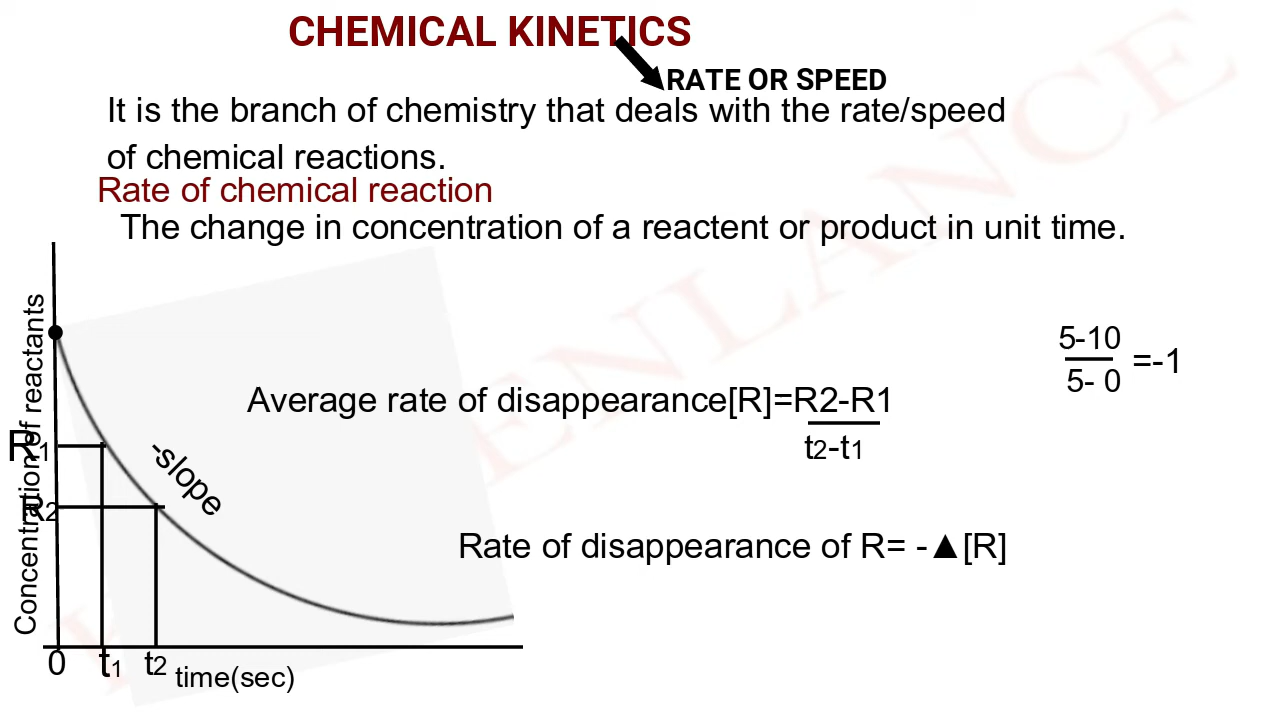 CHEMICAL KINETICS
RATE OR SPEED
It is the branch of chemistry that deals with the rate/speed
of chemical reactions.
Rate of chemical reaction
The change in concentration of a reactent or product in unit time.
Concentration of reactants
5-10
5- 0
=-1
Average rate of disappearance[R]=R2-R1
t2-t1
R1
-slope
R2
Rate of disappearance of R= -▲[R]
0 t1 t2 time(sec)
ENLANCE